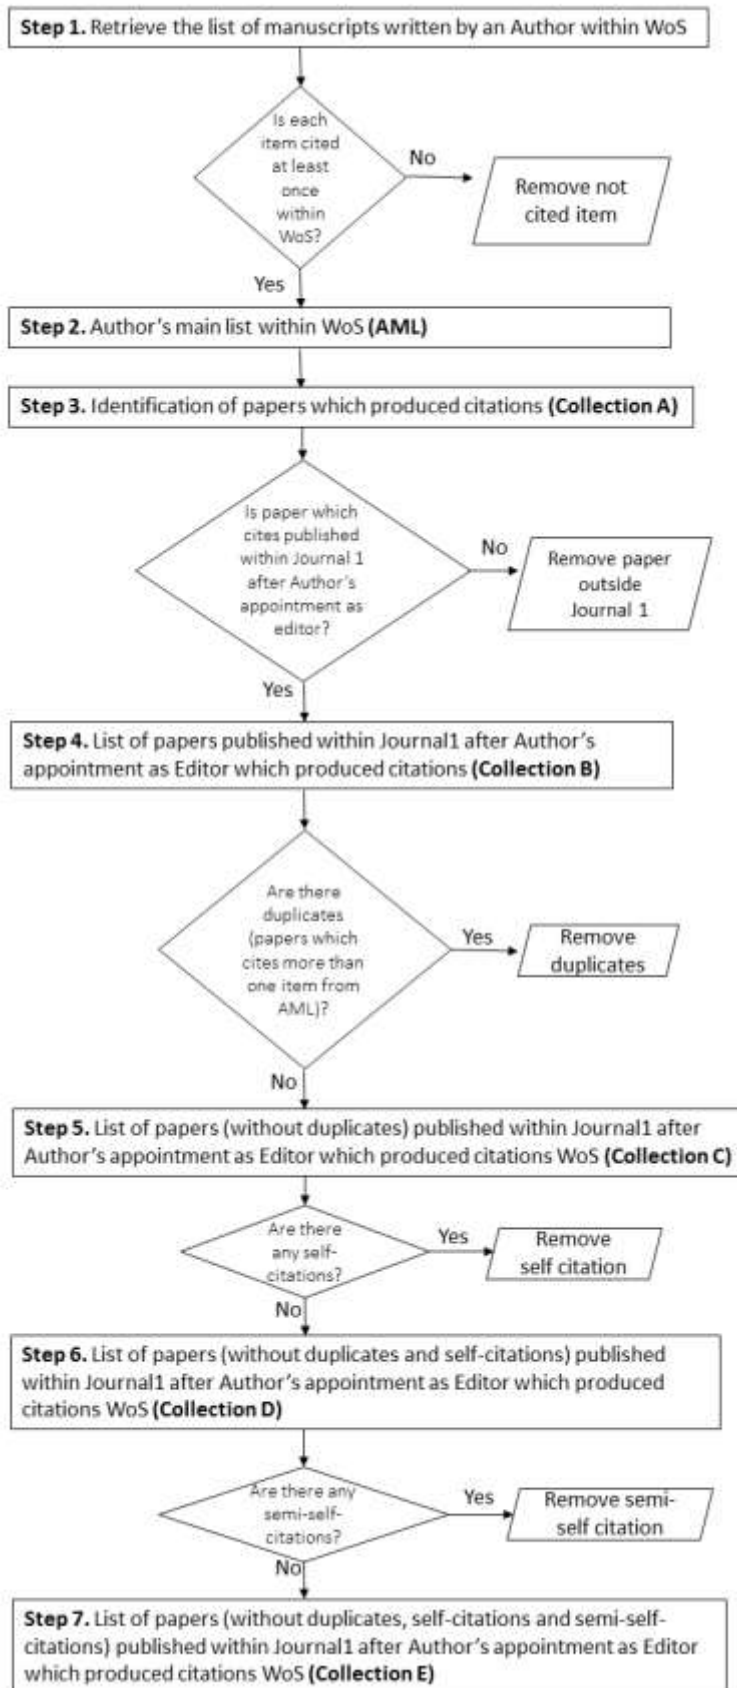 Step 1. Retrieve the list of manuscripts written by an Author within WoS
Is each
item cited
at least
once
within
WoS?
No
Remove not
cited item
Yes
Step 2. Author's main list within WoS (AML)
Step 3. Identification of papers which produced citations (Collection A)
Is paper which
cites published
within Journal 1
after Author's
appointment as
editor?
No
Remove paper
outside
Journal 1
Yes
Step 4. List of papers published within Journal1 after Author's
appointment as Editor which produced citations (Collection B)
Are there
duplicates
(papers which
cites more than
one item from
AML)?
Yes
Remove
duplicates
No
Step 5. List of papers (without duplicates) published within Journal1 after
Author's appointment as Editor which produced citations WoS (Collection C)
Are there
any self-
citations?
Yes
Remove
self citation
No
Step 6. List of papers (without duplicates and self-citations) published
within Journal1 after Author's appointment as Editor which produced
citations WoS (Collection D)
Are there any
semi-self-
citations?
Yes
Remove semi-
self citation
No
Step 7. List of papers (without duplicates, self-citations and semi-self-
citations) published within Journal1 after Author's appointment as Editor
which produced citations WoS (Collection E)